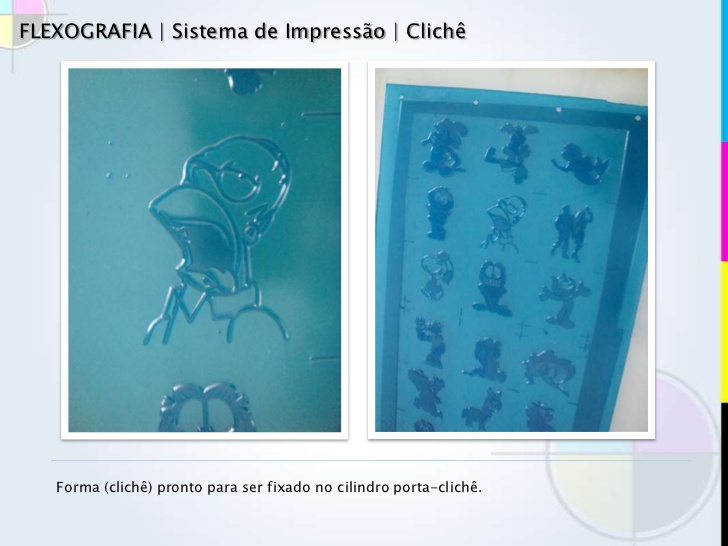 FLEXOGRAFIA | Sistema de Impressão | Clichê
Forma (clichê) pronto para ser fixado no cilindro porta-clichê.